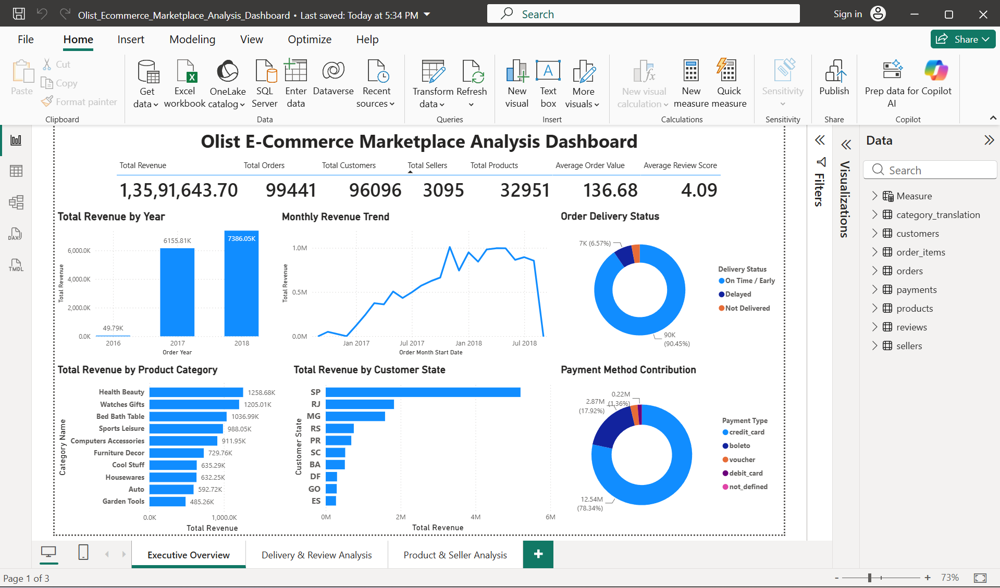 Olist_Ecommerce_Marketplace_Analysis_Dashboard • Last saved: Today at 5:34 PM
Search
Sign in
File Home Insert Modeling View Optimize Help
Share
Paste
Cut
Copy
Format painter
Clipboard
Get data
Excel workbook
OneLake catalog
SQL Server
Enter data
Dataverse
Recent sources
Data
Transform data
Refresh
Queries
New visual
Text box
More visuals
Insert
New visual calculation
New measure
Quick measure
Calculations
Sensitivity
Sensitivity
Publish
Share
Prep data for AI
Copilot
Copilot
DAX
TMDL
Olist E-Commerce Marketplace Analysis Dashboard
Total Revenue Total Orders Total Customers Total Sellers Total Products Average Order Value Average Review Score
1,35,91,643.70 99441 96096 3095 32951 136.68 4.09
Total Revenue by Year
Total Revenue
6,000.0K
4,000.0K
2,000.0K
0.0K
49.79K
6155.81K
7386.05K
2016 2017 2018
Order Year
Monthly Revenue Trend
Total Revenue
1.0M
0.5M
0.0M
Jan 2017 Jul 2017 Jan 2018 Jul 2018
Order Month Start Date
Order Delivery Status
7K (6.57%)
90K
(90.45%)
Delivery Status
On Time / Early
Delayed
Not Delivered
Total Revenue by Product Category
Category Name
Health Beauty 1258.68K
Watches Gifts 1205.01K
Bed Bath Table 1036.99K
Sports Leisure 988.05K
Computers Accessories 911.95K
Furniture Decor 729.76K
Cool Stuff 635.29K
Housewares 632.25K
Auto 592.72K
Garden Tools 485.26K
0.0K 1,000.0K
Total Revenue
Total Revenue by Customer State
Customer State
SP
RJ
MG
RS
PR
SC
BA
DF
GO
ES
0M 2M 4M 6M
Total Revenue
Payment Method Contribution
0.22M
(1.36%)
2.87M
(17.92%)
12.54M
(78.34%)
Payment Type
credit_card
boleto
voucher
debit_card
not_defined
Filters
Visualizations
Data
Search
Measure
category_translation
customers
order_items
orders
payments
products
reviews
sellers
Executive Overview Delivery & Review Analysis Product & Seller Analysis
Page 1 of 3
- + 73%